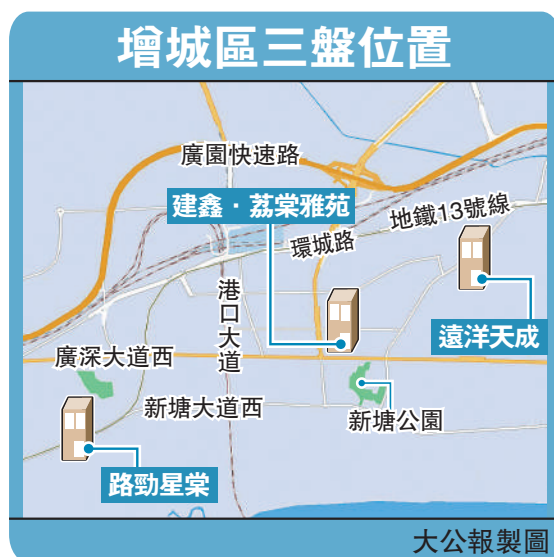 增城區三盤位置
廣園快速路
建鑫·荔棠雅苑
地鐵13號線
環城路
港口大道
遠洋天成
廣深大道西
新塘大道西
新塘公園
路勁星棠
大公報製圖